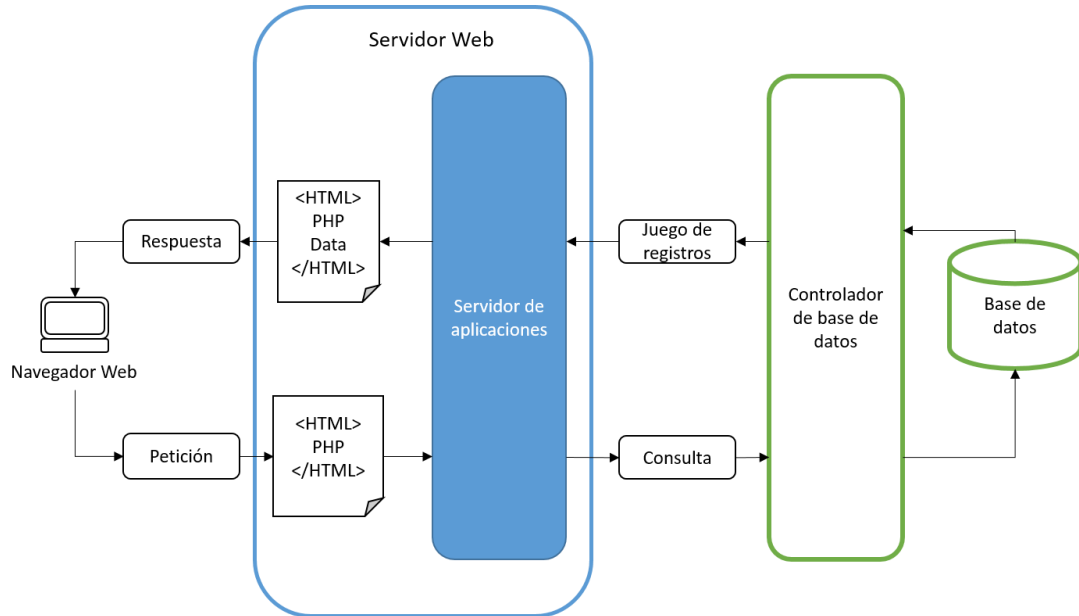 Servidor Web
<HTML>
PHP
Data
</HTML>
Respuesta
Juego de
registros
Servidor de
aplicaciones
Controlador
de base de
datos
Base de
datos
Navegador Web
<HTML>
PHP
</HTML>
Petición
Consulta